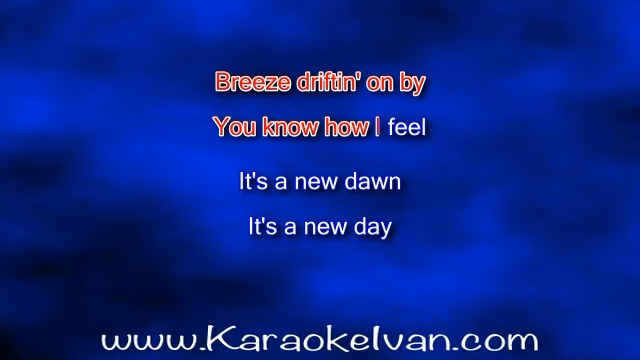 Breeze driftin' on by
You know how I feel
It's a new dawn
It's a new day
www.KaraokeIvan.com